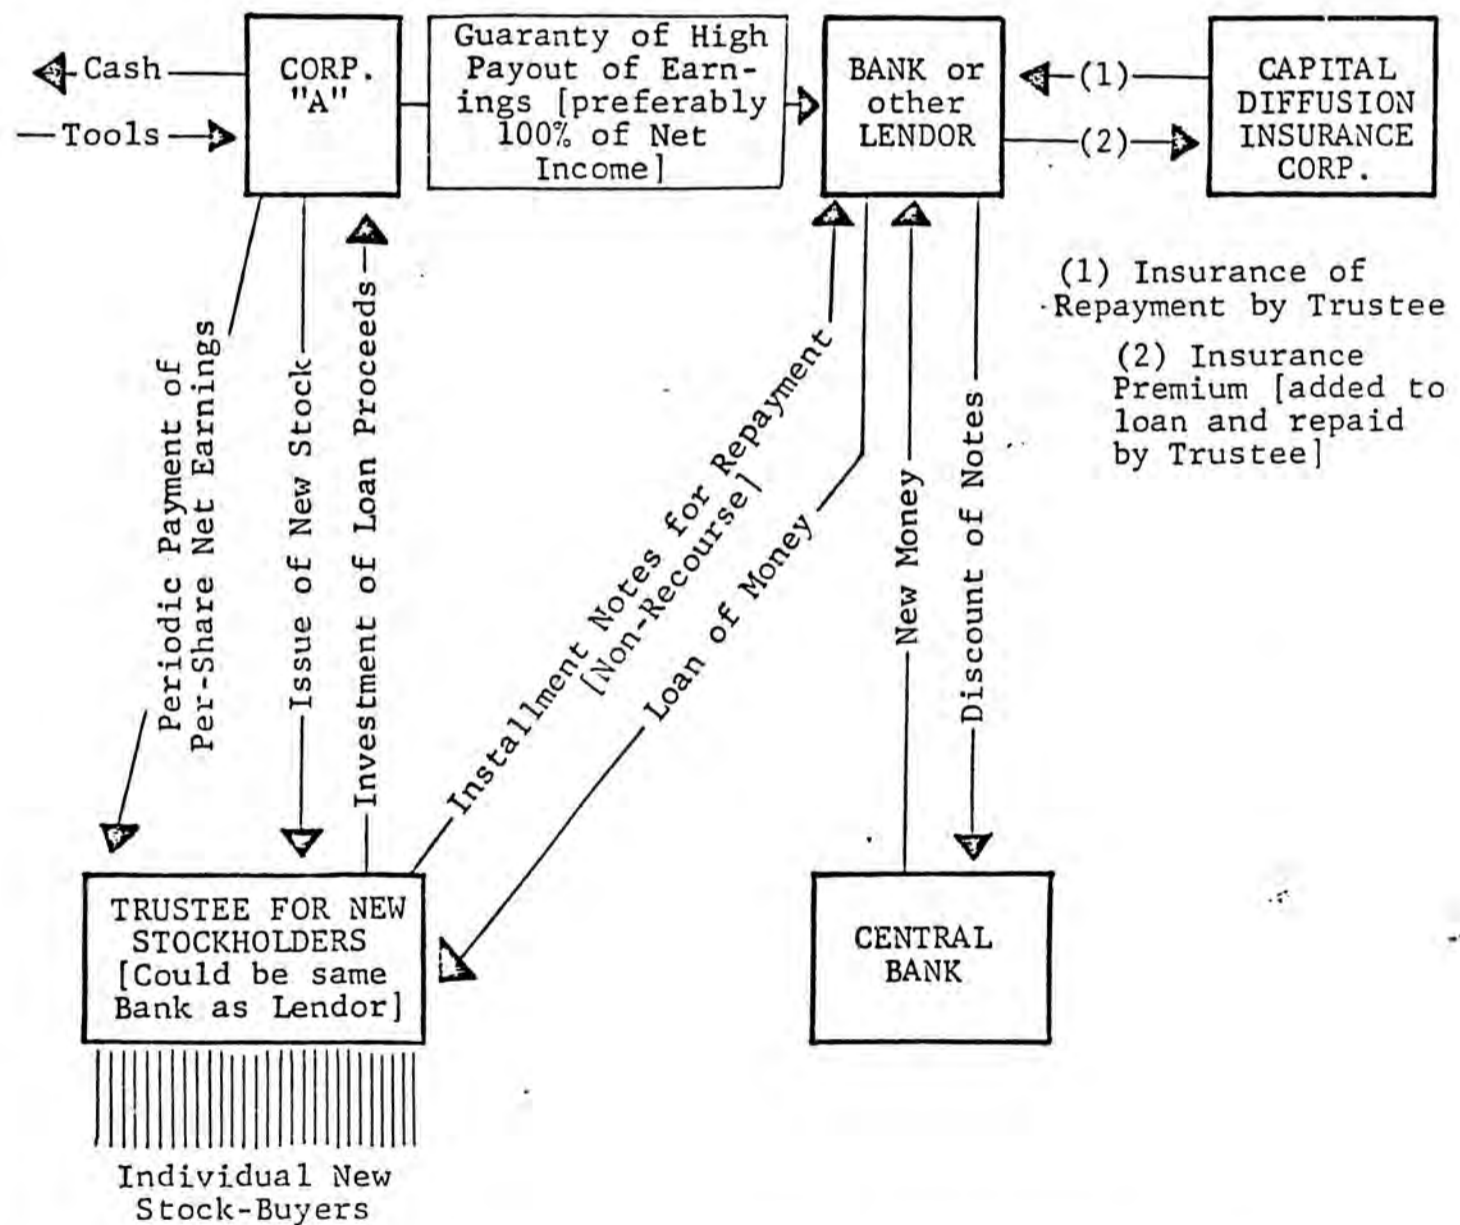 Cash
Tools
CORP.
"A"
Guaranty of High
Payout of Earn-
ings [preferably
100% of Net
Income]
BANK or
other
LENDOR
(1)
(2)
CAPITAL
DIFFUSION
INSURANCE
CORP.
(1) Insurance of
Repayment by Trustee
(2) Insurance
Premium [added to
loan and repaid
by Trustee]
Periodic Payment of
Per-Share Net Earnings
Issue of New Stock
Investment of Loan Proceeds
Installment Notes for Repayment
[Non-Recourse]
Loan of Money
New Money
Discount of Notes
TRUSTEE FOR NEW
STOCKHOLDERS
[Could be same
Bank as Lendor]
CENTRAL
BANK
Individual New
Stock-Buyers